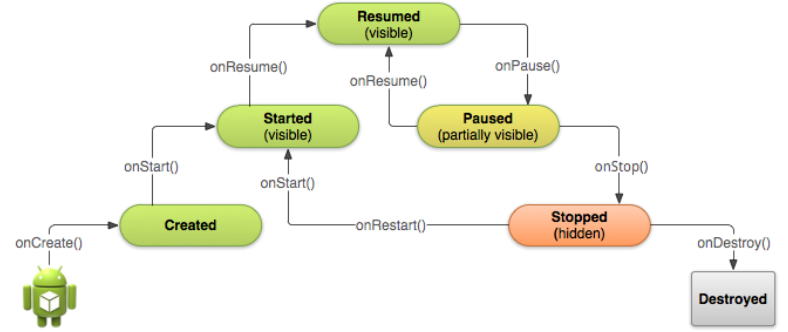 Resumed
(visible)
onResume()
onResume()
onPause()
Started
(visible)
Paused
(partially visible)
onStart()
onStart()
onStop()
Created
onRestart()
Stopped
(hidden)
onCreate()
onDestroy()
Destroyed